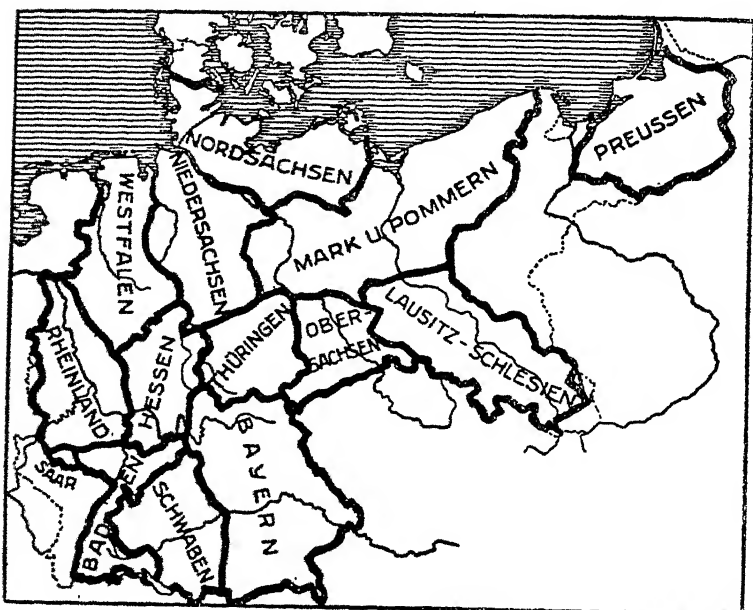 PREUSSEN
NORDSACHSEN
NIEDERSACHSEN
WESTFALEN
MARK U. POMMERN
LAUSITZ-SCHLESIEN
OBER-
SACHSEN
THÜRINGEN
HESSEN
RHEINLAND
SAAR
BADEN
SCHWABEN
BAYERN